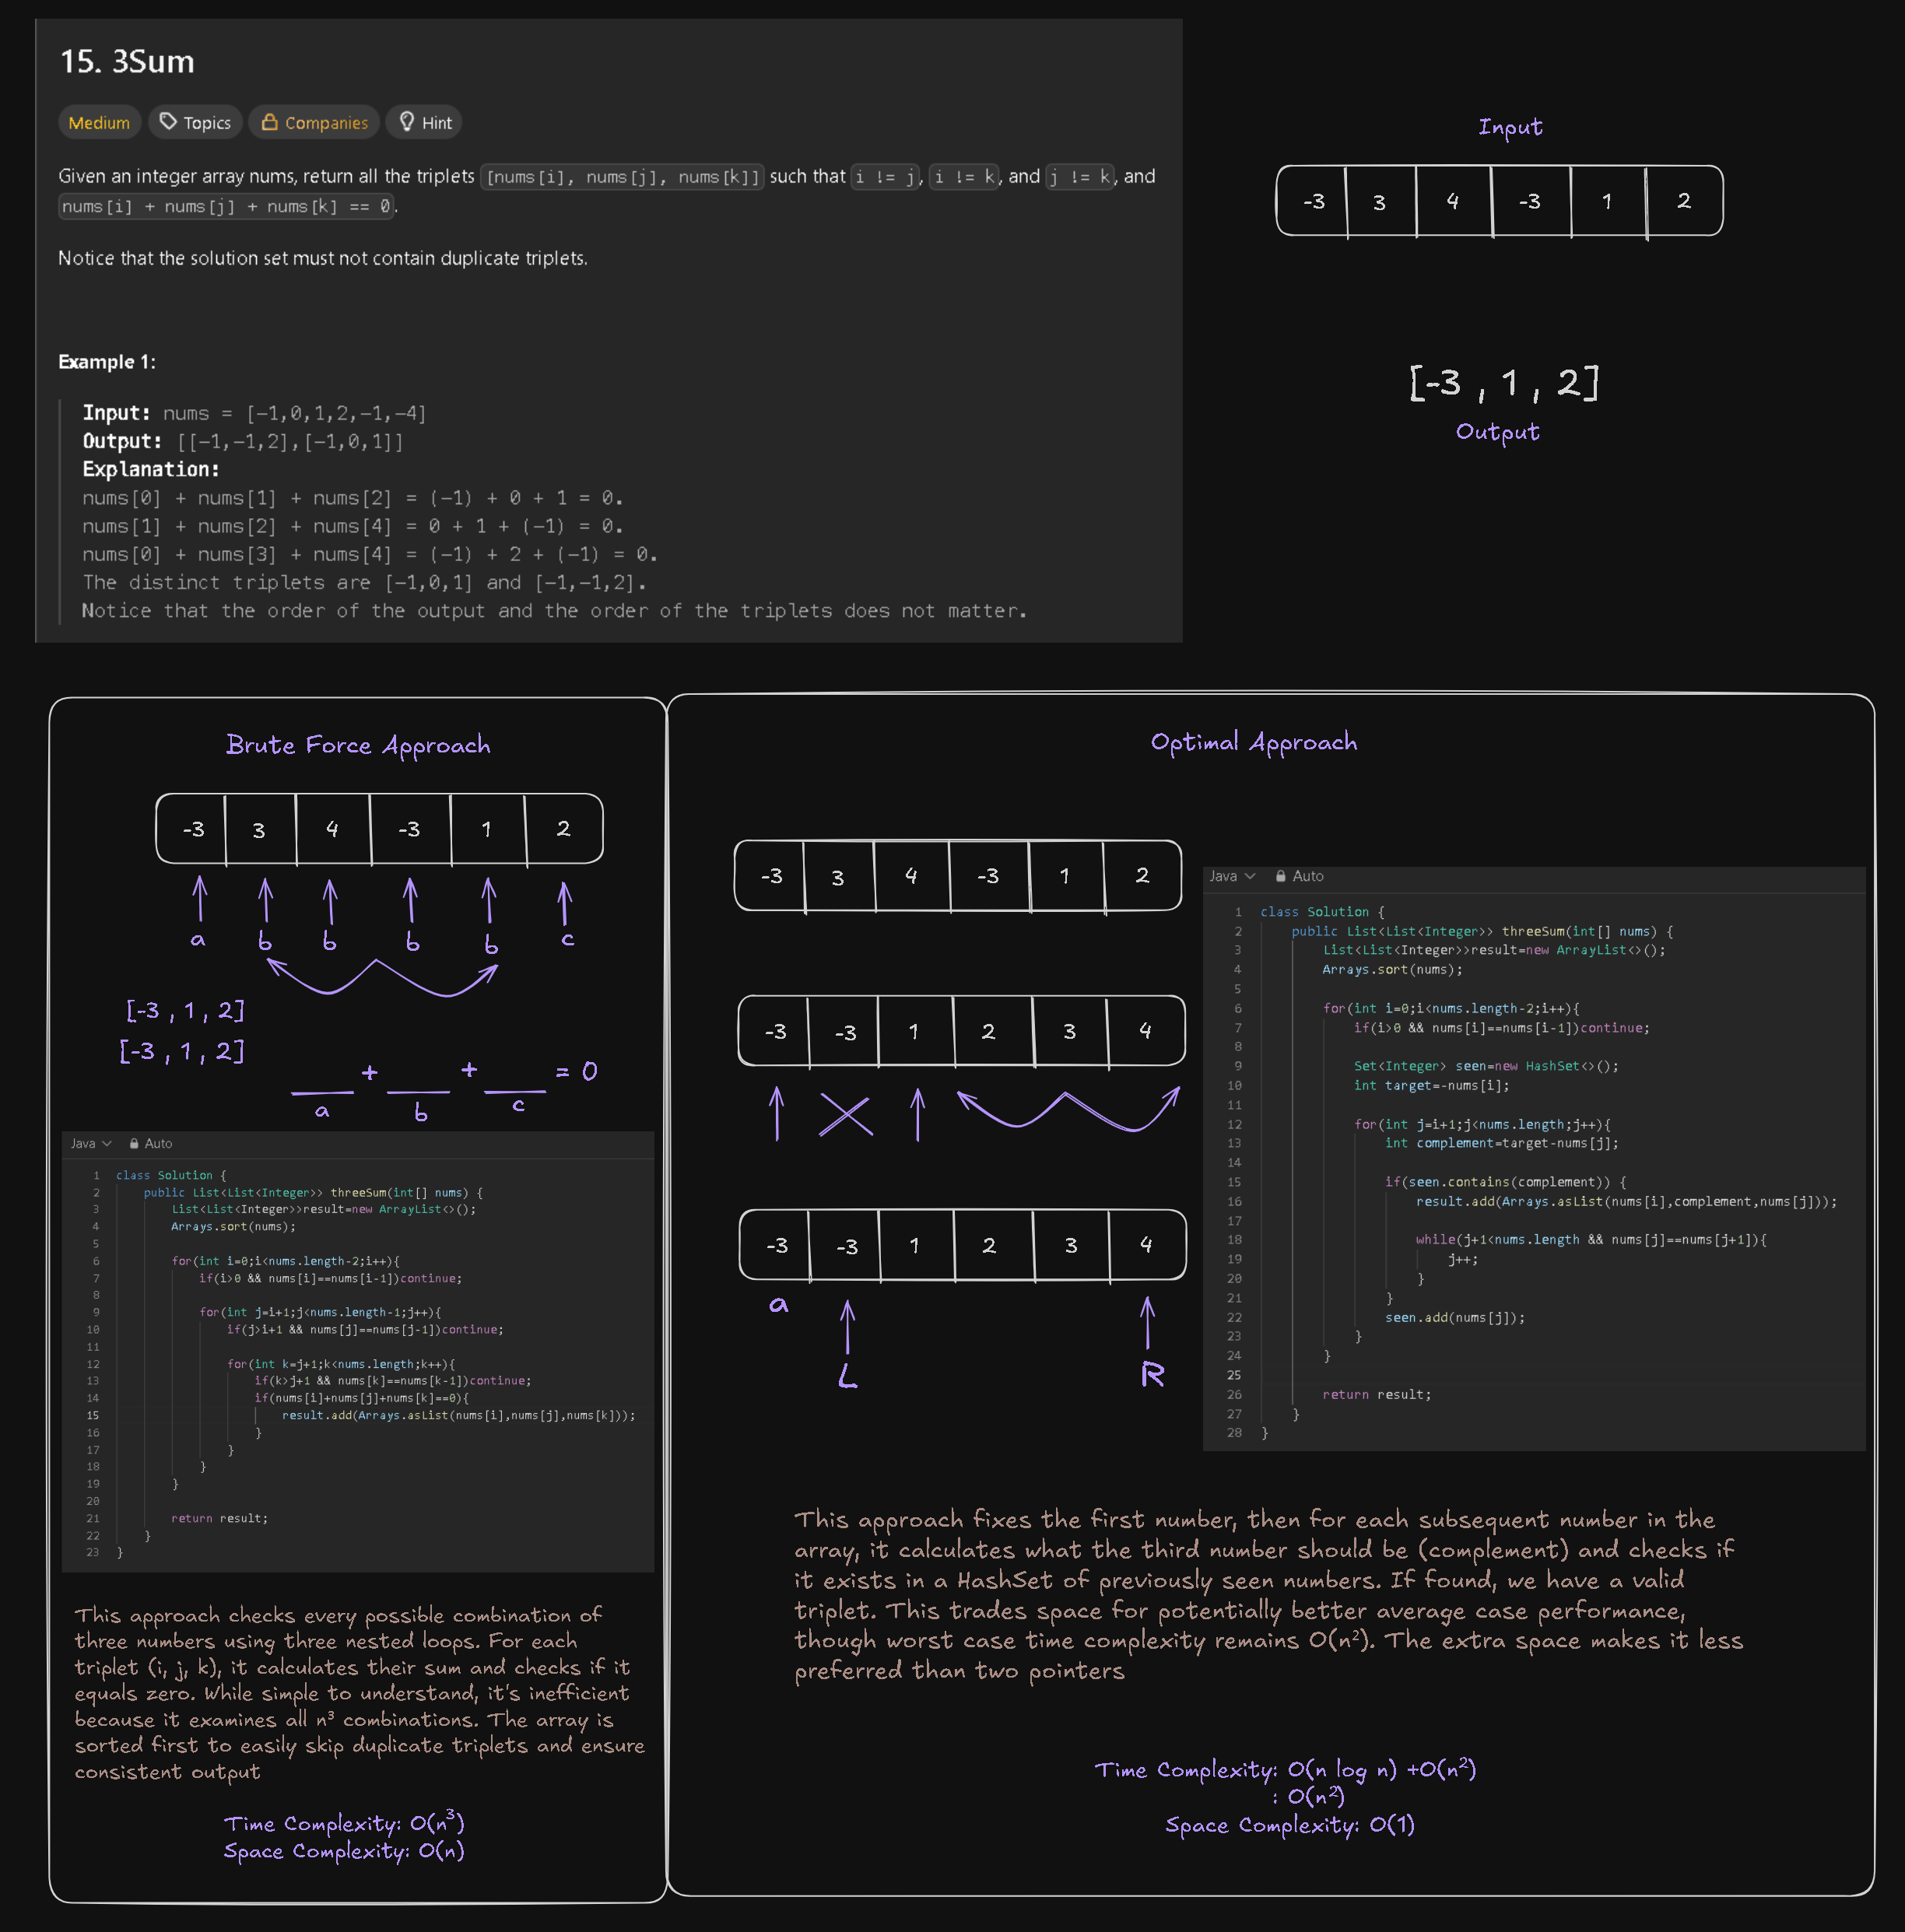 15. 3Sum
Medium Topics Companies Hint
Given an integer array nums, return all the triplets [nums[i], nums[j], nums[k]] such that i != j, i != k, and j != k, and
nums[i] + nums[j] + nums[k] == 0.
Notice that the solution set must not contain duplicate triplets.
Example 1:
Input: nums = [-1,0,1,2,-1,-4]
Output: [[-1,-1,2],[-1,0,1]]
Explanation:
nums[0] + nums[1] + nums[2] = (-1) + 0 + 1 = 0.
nums[1] + nums[2] + nums[4] = 0 + 1 + (-1) = 0.
nums[0] + nums[3] + nums[4] = (-1) + 2 + (-1) = 0.
The distinct triplets are [-1,0,1] and [-1,-1,2].
Notice that the order of the output and the order of the triplets does not matter.
Input
-3 3 4 -3 1 2
[-3 , 1 , 2]
Output
Brute Force Approach
-3 3 4 -3 1 2
a b b b b c
[-3 , 1 , 2]
[-3 , 1 , 2]
+ + = 0
a b c
Java Auto
1 class Solution {
2 public List<List<Integer>> threeSum(int[] nums) {
3 List<List<Integer>>result=new ArrayList<>();
4 Arrays.sort(nums);
5
6 for(int i=0;i<nums.length-2;i++){
7 if(i>0 && nums[i]==nums[i-1])continue;
8
9 for(int j=i+1;j<nums.length-1;j++){
10 if(j>i+1 && nums[j]==nums[j-1])continue;
11
12 for(int k=j+1;k<nums.length;k++){
13 if(k>j+1 && nums[k]==nums[k-1])continue;
14 if(nums[i]+nums[j]+nums[k]==0){
15 result.add(Arrays.asList(nums[i],nums[j],nums[k]));
16 }
17 }
18 }
19 }
20
21 return result;
22 }
23 }
This approach checks every possible combination of
three numbers using three nested loops. For each
triplet (i, j, k), it calculates their sum and checks if it
equals zero. While simple to understand, it's inefficient
because it examines all n³ combinations. The array is
sorted first to easily skip duplicate triplets and ensure
consistent output
Time Complexity: O(n³)
Space Complexity: O(n)
Optimal Approach
-3 3 4 -3 1 2
-3 -3 1 2 3 4
-3 -3 1 2 3 4
a
L R
Java Auto
1 class Solution {
2 public List<List<Integer>> threeSum(int[] nums) {
3 List<List<Integer>>result=new ArrayList<>();
4 Arrays.sort(nums);
5
6 for(int i=0;i<nums.length-2;i++){
7 if(i>0 && nums[i]==nums[i-1])continue;
8
9 Set<Integer> seen=new HashSet<>();
10 int target=-nums[i];
11
12 for(int j=i+1;j<nums.length;j++){
13 int complement=target-nums[j];
14
15 if(seen.contains(complement)) {
16 result.add(Arrays.asList(nums[i],complement,nums[j]));
17
18 while(j+1<nums.length && nums[j]==nums[j+1]){
19 j++;
20 }
21 }
22 seen.add(nums[j]);
23 }
24 }
25
26 return result;
27 }
28 }
This approach fixes the first number, then for each subsequent number in the
array, it calculates what the third number should be (complement) and checks if
it exists in a HashSet of previously seen numbers. If found, we have a valid
triplet. This trades space for potentially better average case performance,
though worst case time complexity remains O(n²). The extra space makes it less
preferred than two pointers
Time Complexity: O(n log n) +O(n²)
: O(n²)
Space Complexity: O(1)